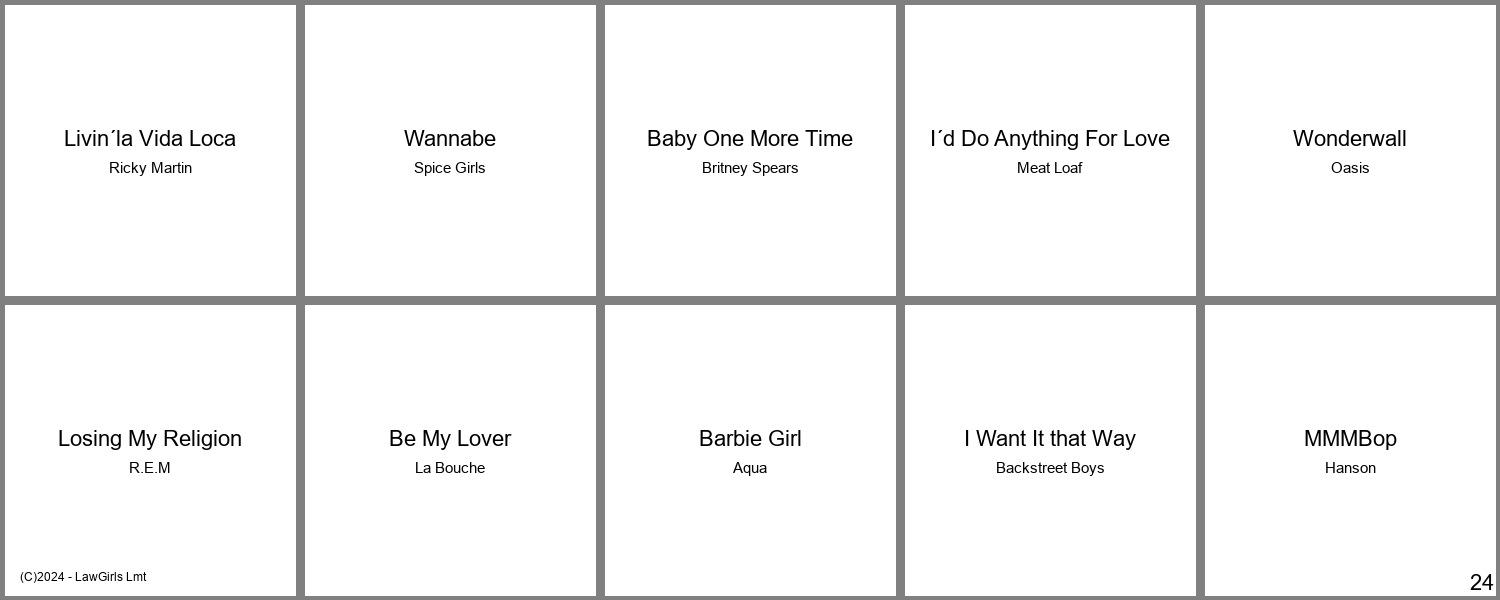 Livin´la Vida Loca
Ricky Martin
Wannabe
Spice Girls
Baby One More Time
Britney Spears
I´d Do Anything For Love
Meat Loaf
Wonderwall
Oasis
Losing My Religion
R.E.M
Be My Lover
La Bouche
Barbie Girl
Aqua
I Want It that Way
Backstreet Boys
MMMBop
Hanson
(C)2024 - LawGirls Lmt
24